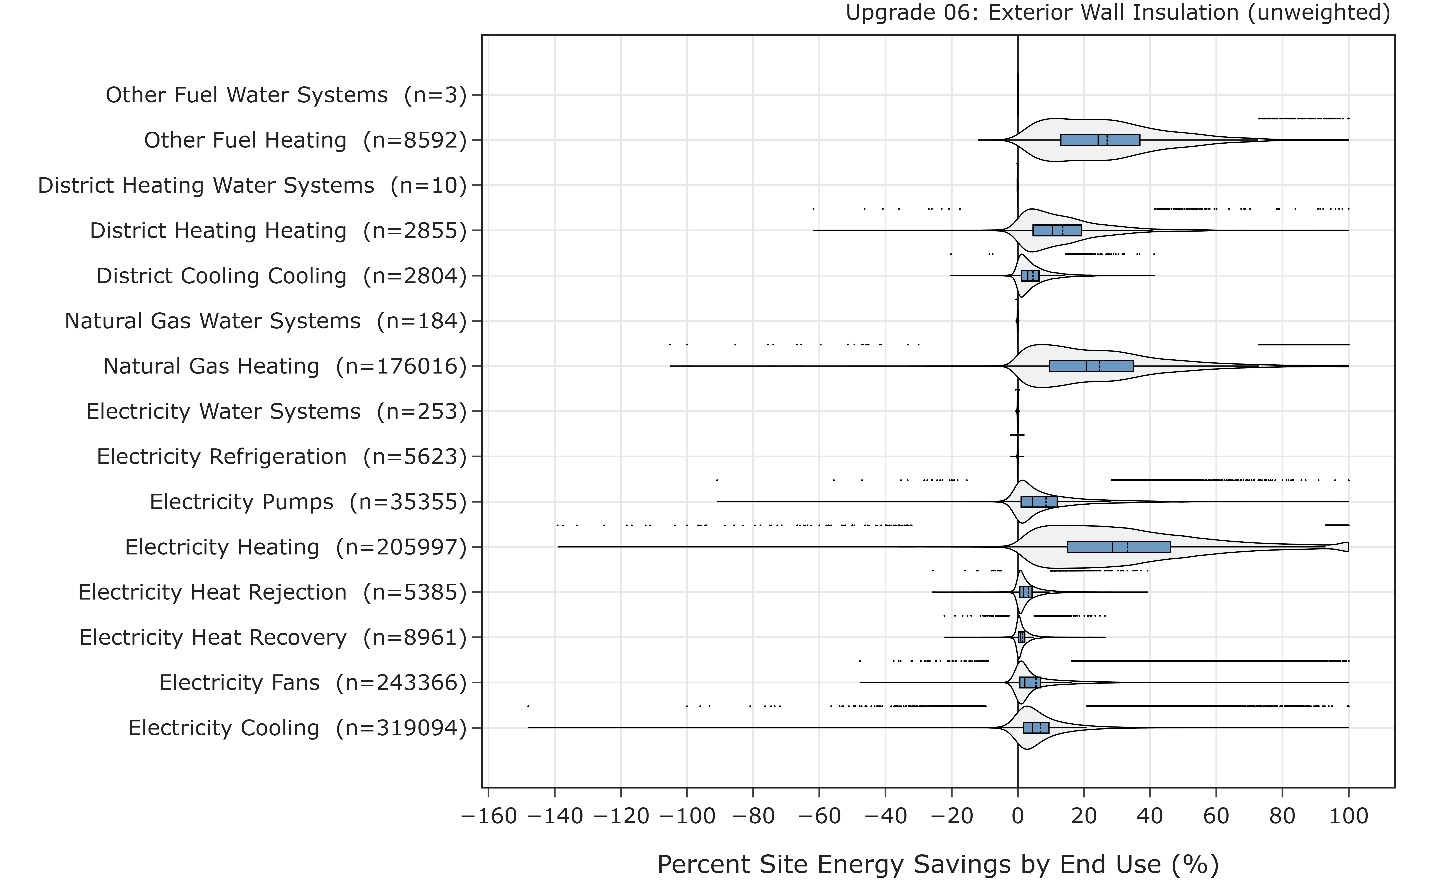 Upgrade 06: Exterior Wall Insulation (unweighted)
Other Fuel Water Systems (n=3)
Other Fuel Heating (n=8592)
District Heating Water Systems (n=10)
District Heating Heating (n=2855)
District Cooling Cooling (n=2804)
Natural Gas Water Systems (n=184)
Natural Gas Heating (n=176016)
Electricity Water Systems (n=253)
Electricity Refrigeration (n=5623)
Electricity Pumps (n=35355)
Electricity Heating (n=205997)
Electricity Heat Rejection (n=5385)
Electricity Heat Recovery (n=8961)
Electricity Fans (n=243366)
Electricity Cooling (n=319094)
−160 −140 −120 −100 −80 −60 −40 −20 0 20 40 60 80 100
Percent Site Energy Savings by End Use (%)